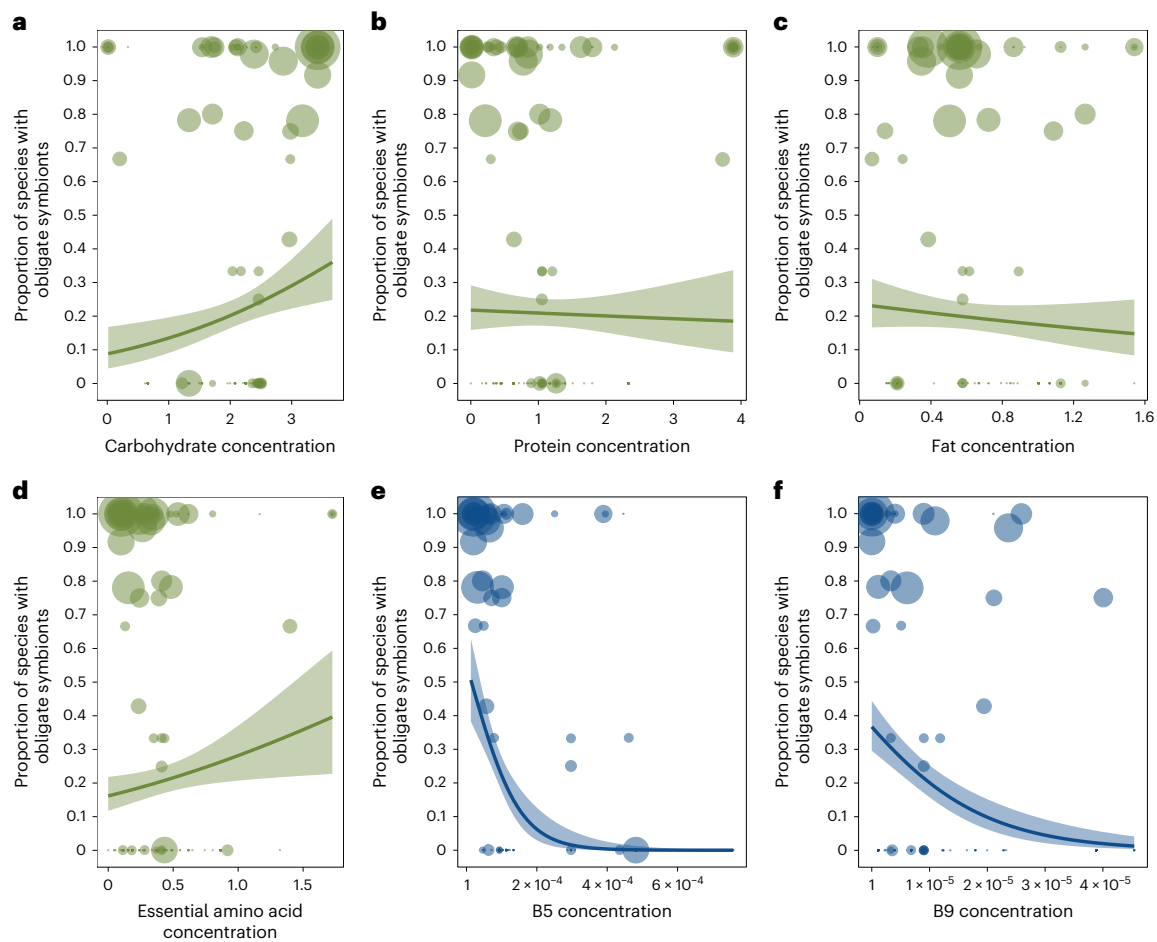 a
1.0
0.9
0.8
0.7
0.6
0.5
0.4
0.3
0.2
0.1
0
Proportion of species with
obligate symbionts
0 1 2 3
Carbohydrate concentration
b
1.0
0.9
0.8
0.7
0.6
0.5
0.4
0.3
0.2
0.1
0
Proportion of species with
obligate symbionts
0 1 2 3 4
Protein concentration
c
1.0
0.9
0.8
0.7
0.6
0.5
0.4
0.3
0.2
0.1
0
Proportion of species with
obligate symbionts
0 0.4 0.8 1.2 1.6
Fat concentration
d
1.0
0.9
0.8
0.7
0.6
0.5
0.4
0.3
0.2
0.1
0
Proportion of species with
obligate symbionts
0 0.5 1.0 1.5
Essential amino acid
concentration
e
1.0
0.9
0.8
0.7
0.6
0.5
0.4
0.3
0.2
0.1
0
Proportion of species with
obligate symbionts
1 2 × 10⁻⁴ 4 × 10⁻⁴ 6 × 10⁻⁴
B5 concentration
f
1.0
0.9
0.8
0.7
0.6
0.5
0.4
0.3
0.2
0.1
0
Proportion of species with
obligate symbionts
1 1 × 10⁻⁵ 2 × 10⁻⁵ 3 × 10⁻⁵ 4 × 10⁻⁵
B9 concentration